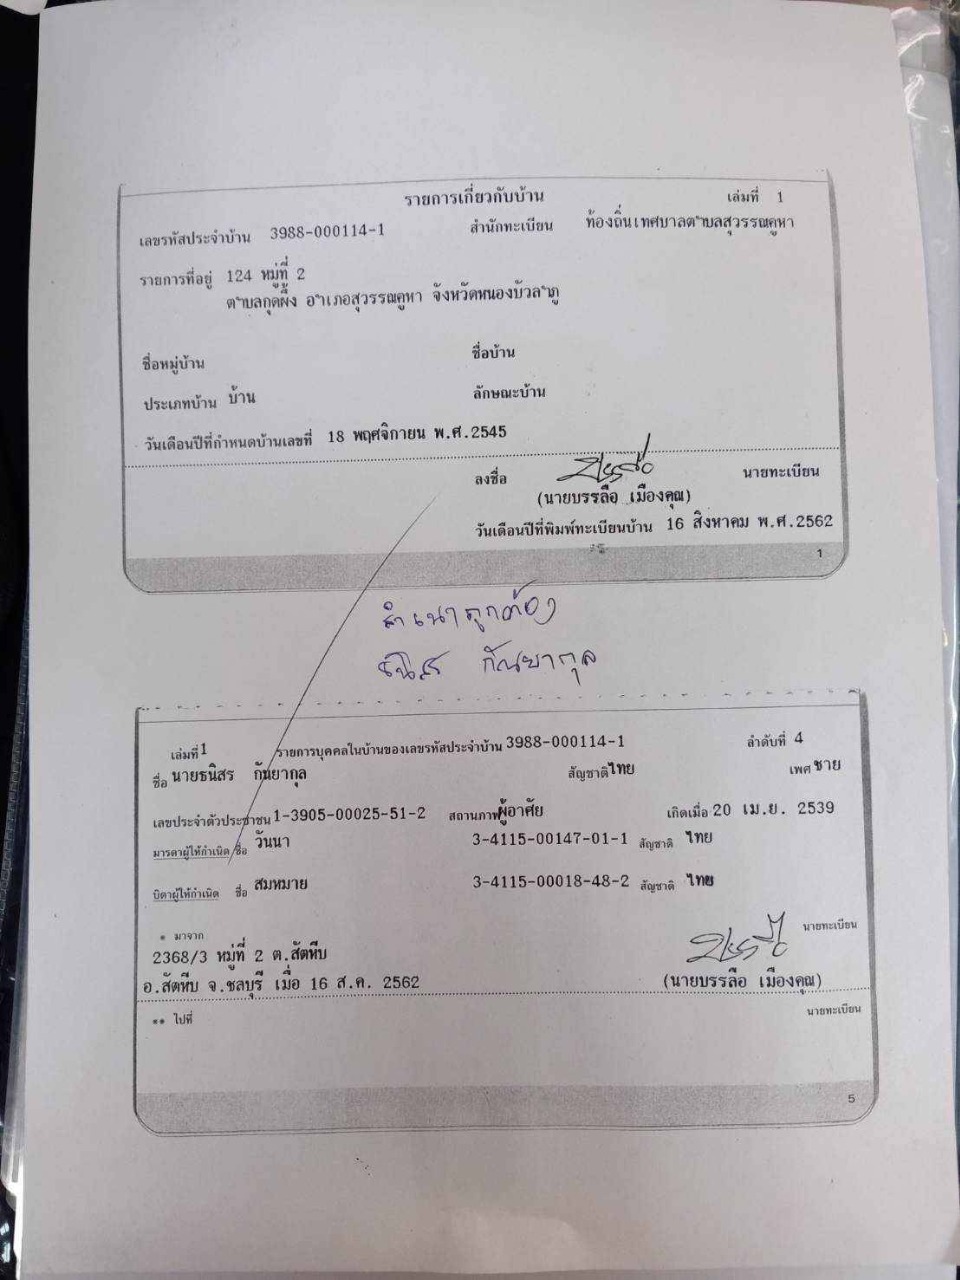 รายการเกี่ยวกับบ้าน เล่มที่ 1
เลขรหัสประจำบ้าน 3988-000114-1 สำนักทะเบียน ท้องถิ่นเทศบาลตำบลสุวรรณคูหา
รายการที่อยู่ 124 หมู่ที่ 2
ตำบลกุดผึ้ง อำเภอสุวรรณคูหา จังหวัดหนองบัวลำภู
ชื่อหมู่บ้าน ชื่อบ้าน
ประเภทบ้าน บ้าน ลักษณะบ้าน
วันเดือนปีที่กำหนดบ้านเลขที่ 18 พฤศจิกายน พ.ศ.2545
ลงชื่อ นายทะเบียน
(นายบรรลือ เมืองคุณ)
วันเดือนปีที่พิมพ์ทะเบียนบ้าน 16 สิงหาคม พ.ศ.2562
1
สำเนาถูกต้อง
ธนิสร กันยากุล
เล่มที่ 1 รายการบุคคลในบ้านของเลขรหัสประจำบ้าน 3988-000114-1 ลำดับที่ 4
ชื่อ นายธนิสร กันยากุล สัญชาติ ไทย เพศ ชาย
เลขประจำตัวประชาชน 1-3905-00025-51-2 สถานภาพ ผู้อาศัย เกิดเมื่อ 20 เม.ย. 2539
มารดาผู้ให้กำเนิด ชื่อ วันนา 3-4115-00147-01-1 สัญชาติ ไทย
บิดาผู้ให้กำเนิด ชื่อ สมหมาย 3-4115-00018-48-2 สัญชาติ ไทย
* มาจาก นายทะเบียน
2368/3 หมู่ที่ 2 ต.สัตหีบ
อ.สัตหีบ จ.ชลบุรี เมื่อ 16 ส.ค. 2562 (นายบรรลือ เมืองคุณ)
** ไปที่ นายทะเบียน
5